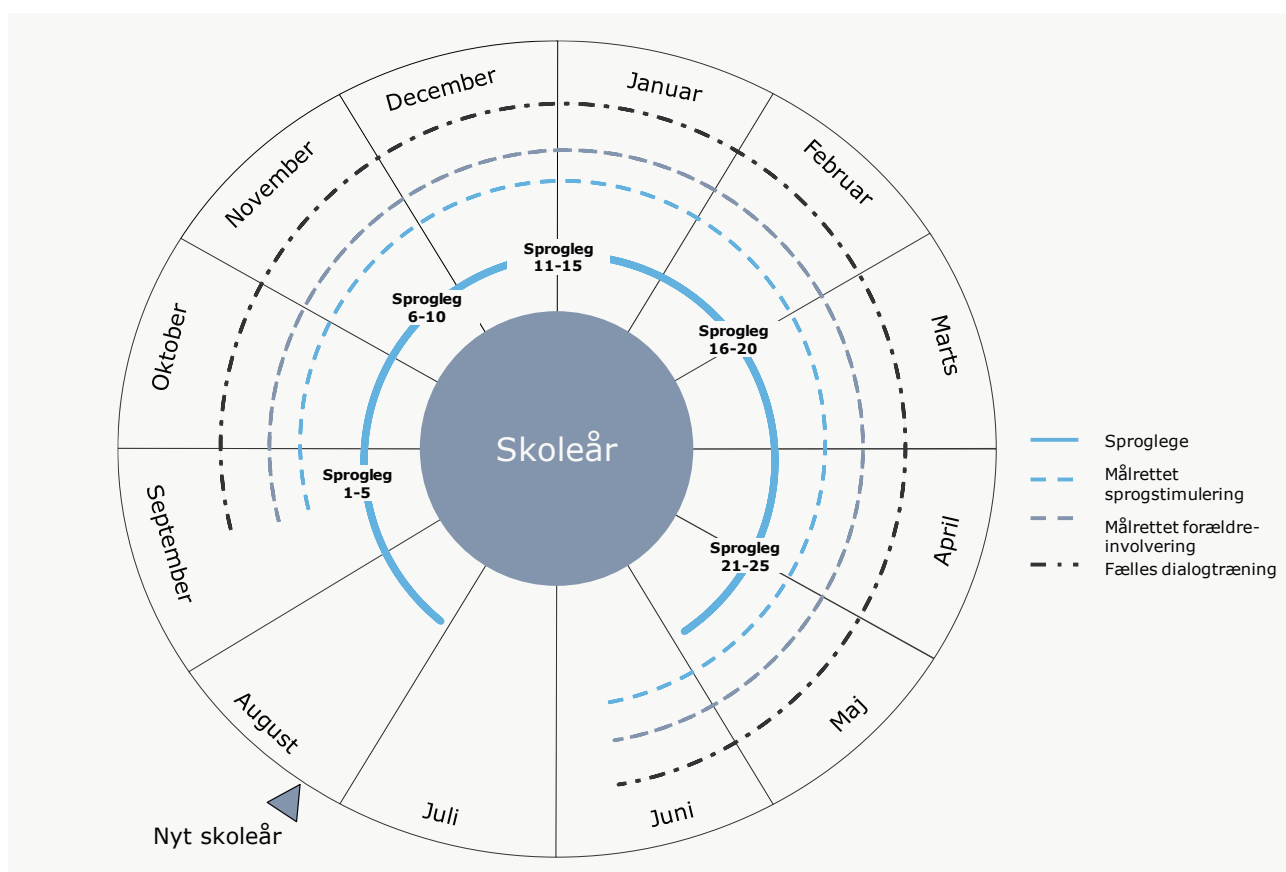 December
Januar
November
Februar
Oktober
Marts
September
April
August
Maj
Juli
Juni
Sprogleg
11-15
Sprogleg
6-10
Sprogleg
16-20
Sprogleg
1-5
Sprogleg
21-25
Skoleår
Nyt skoleår
Sproglege
Målrettet
sprogstimulering
Målrettet forældre-
involvering
Fælles dialogtræning